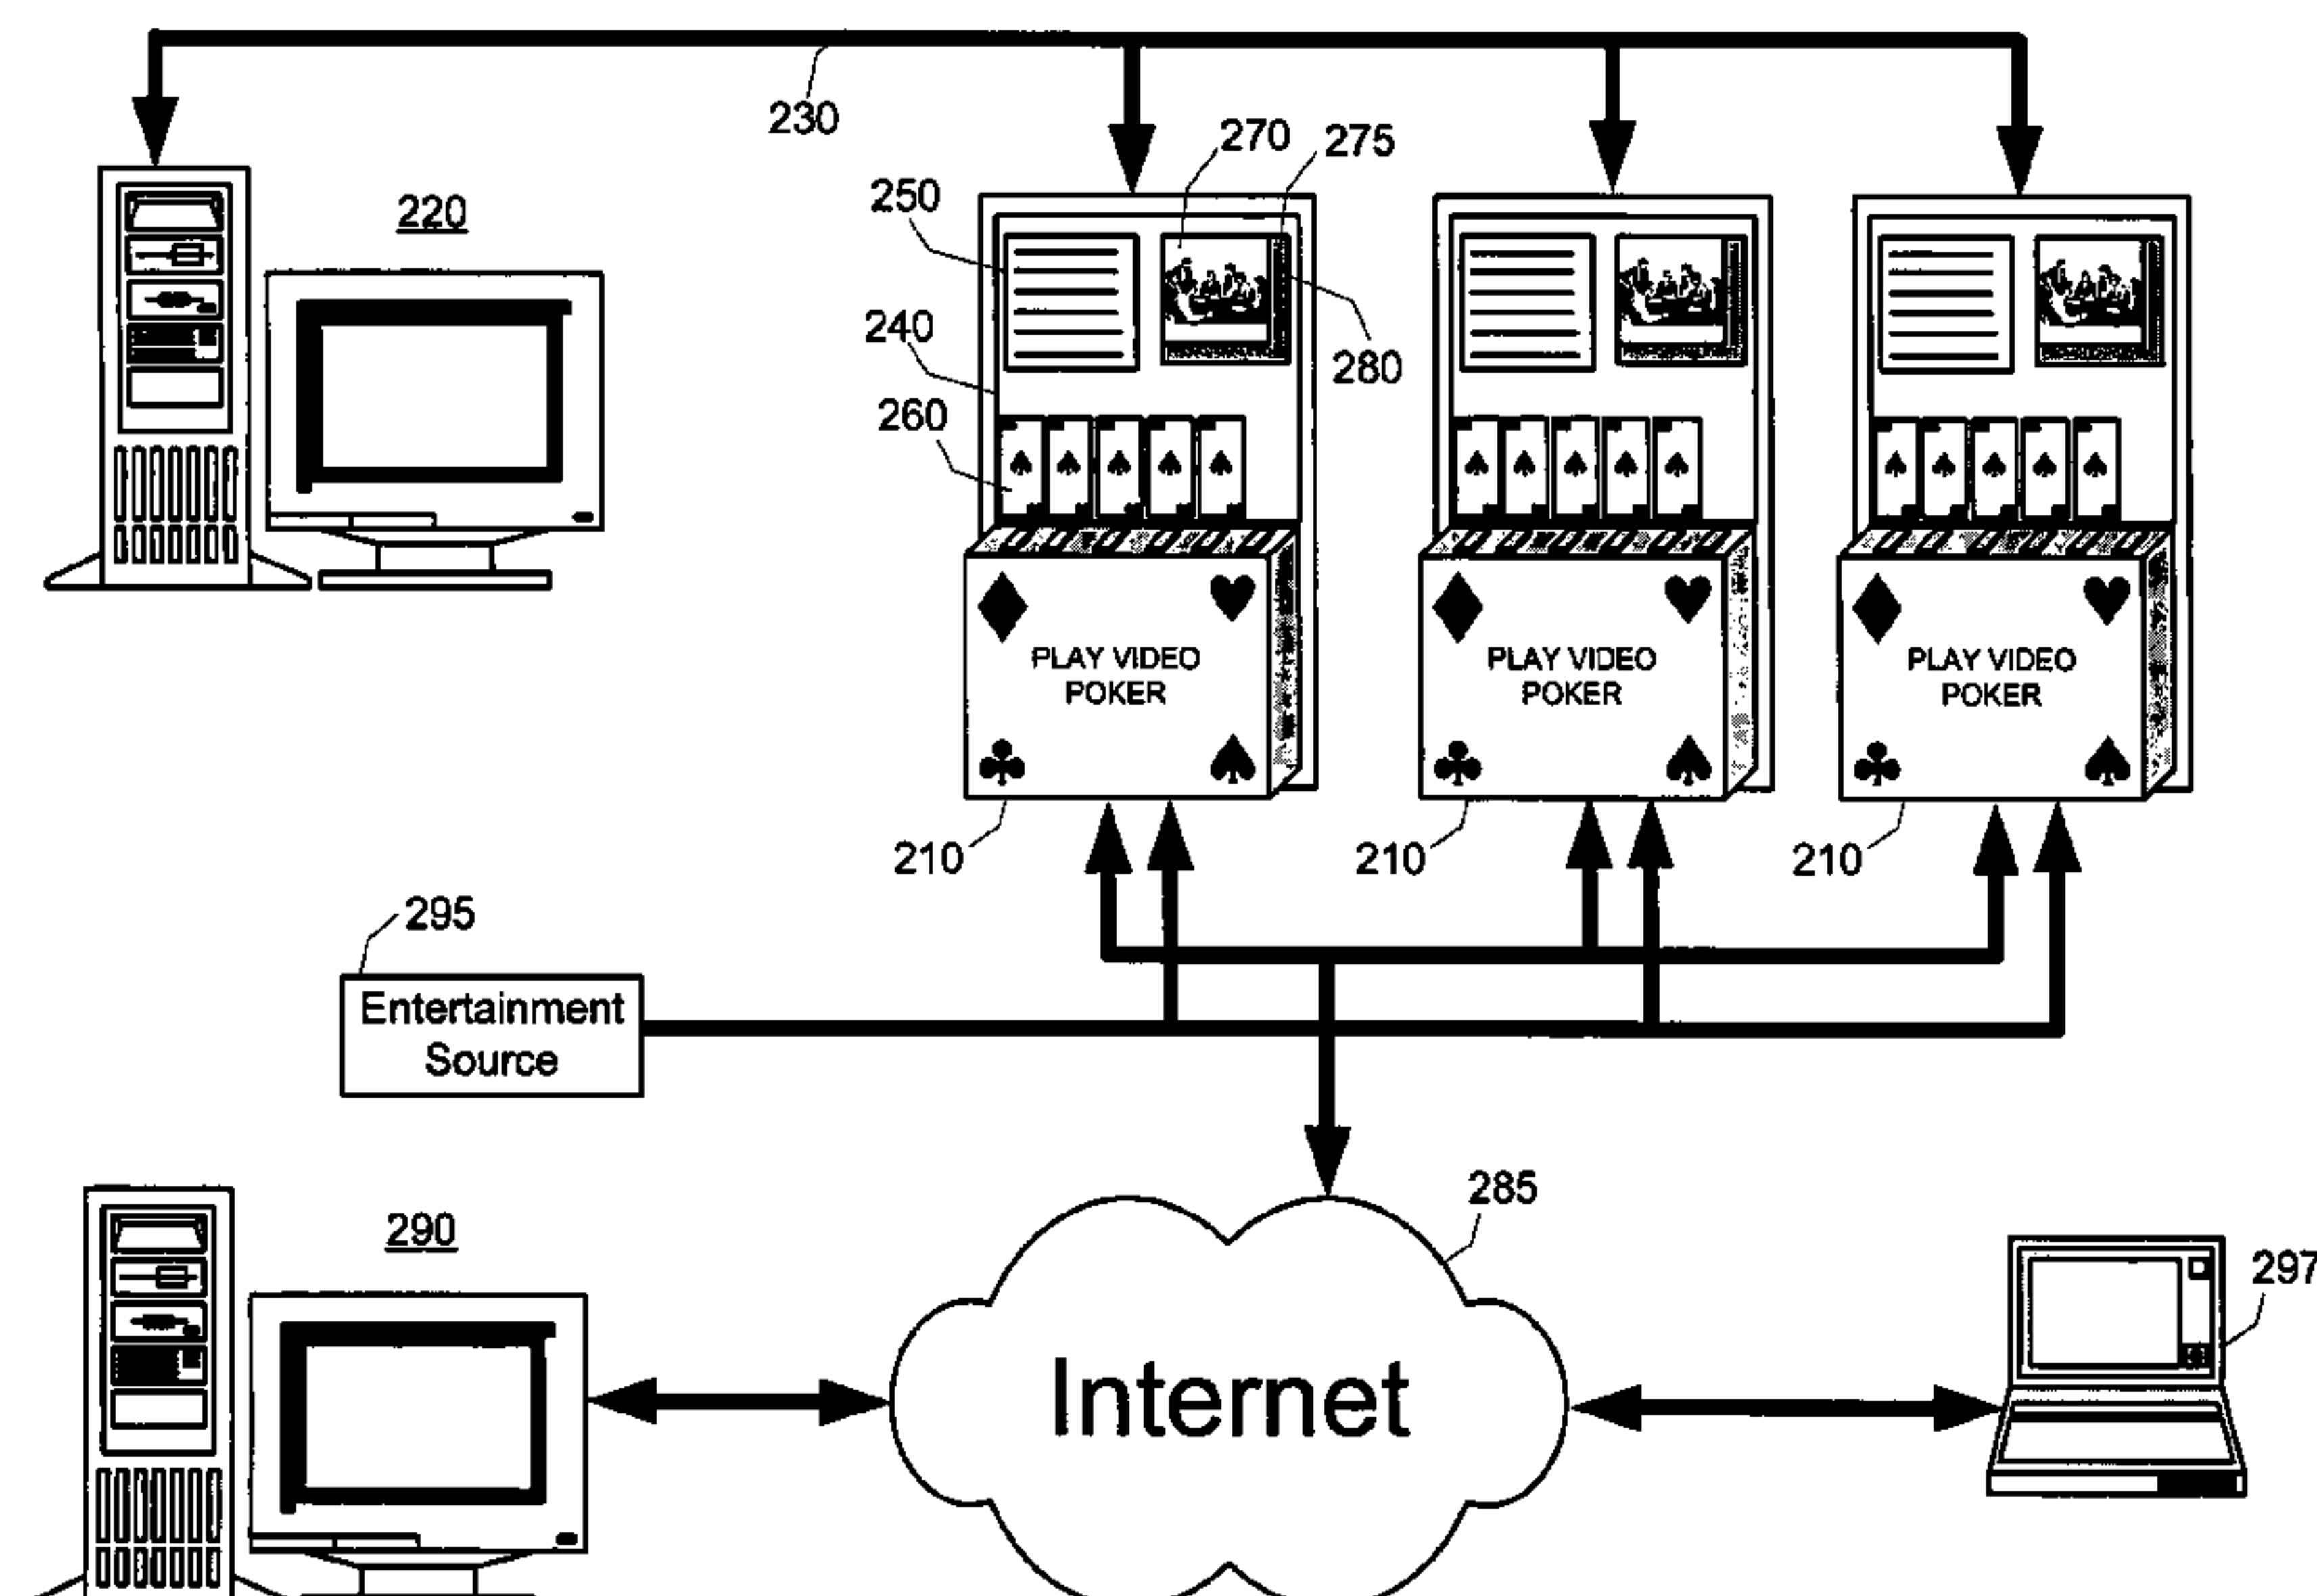 230
270
275
250
220
240
280
260
PLAY VIDEO
POKER
PLAY VIDEO
POKER
PLAY VIDEO
POKER
210
210
210
295
Entertainment
Source
285
290
297
Internet